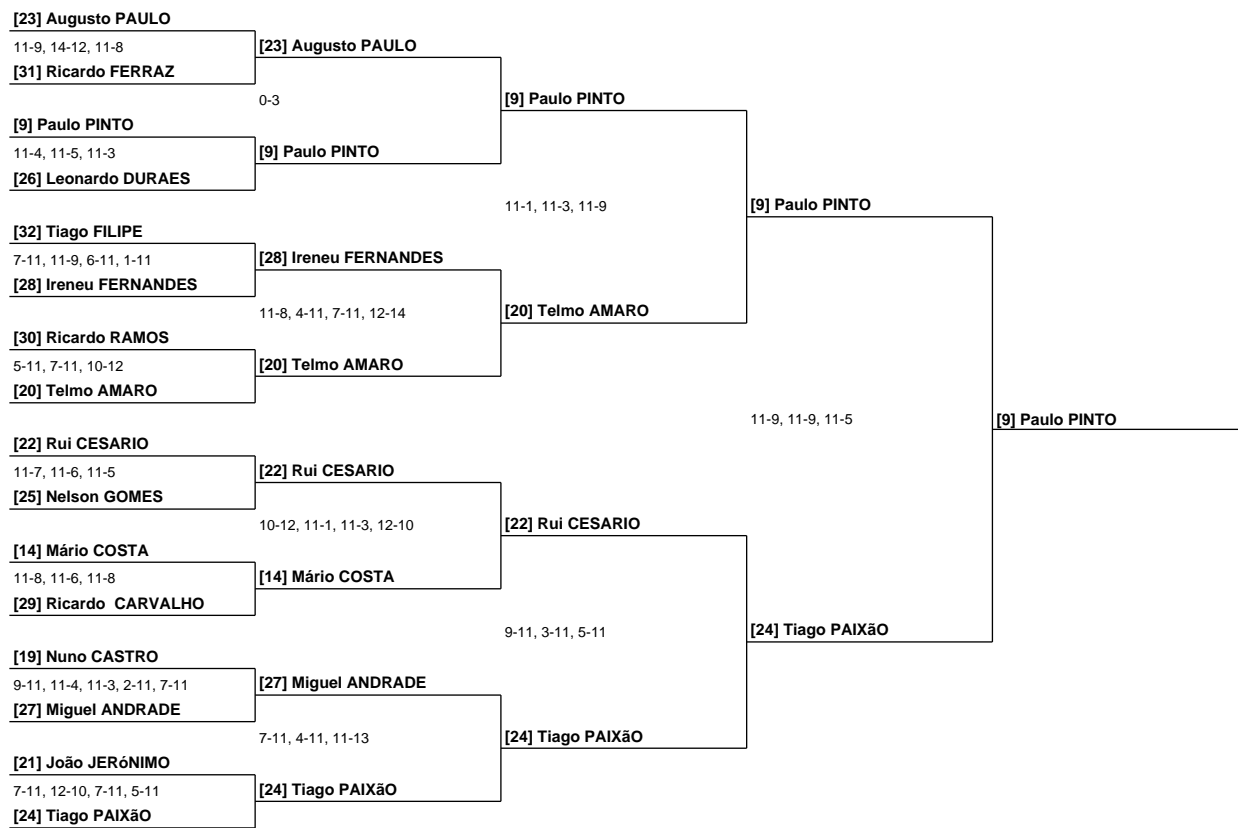 [23] Augusto PAULO
11-9, 14-12, 11-8
[31] Ricardo FERRAZ
[9] Paulo PINTO
11-4, 11-5, 11-3
[26] Leonardo DURAES
[32] Tiago FILIPE
7-11, 11-9, 6-11, 1-11
[28] Ireneu FERNANDES
[30] Ricardo RAMOS
5-11, 7-11, 10-12
[20] Telmo AMARO
[22] Rui CESARIO
11-7, 11-6, 11-5
[25] Nelson GOMES
[14] Mário COSTA
11-8, 11-6, 11-8
[29] Ricardo  CARVALHO
[19] Nuno CASTRO
9-11, 11-4, 11-3, 2-11, 7-11
[27] Miguel ANDRADE
[21] João JERóNIMO
7-11, 12-10, 7-11, 5-11
[24] Tiago PAIXãO
[23] Augusto PAULO
0-3
[9] Paulo PINTO
[28] Ireneu FERNANDES
11-8, 4-11, 7-11, 12-14
[20] Telmo AMARO
[22] Rui CESARIO
10-12, 11-1, 11-3, 12-10
[14] Mário COSTA
[27] Miguel ANDRADE
7-11, 4-11, 11-13
[24] Tiago PAIXãO
[9] Paulo PINTO
11-1, 11-3, 11-9
[20] Telmo AMARO
[22] Rui CESARIO
9-11, 3-11, 5-11
[24] Tiago PAIXãO
[9] Paulo PINTO
11-9, 11-9, 11-5
[24] Tiago PAIXãO
[9] Paulo PINTO